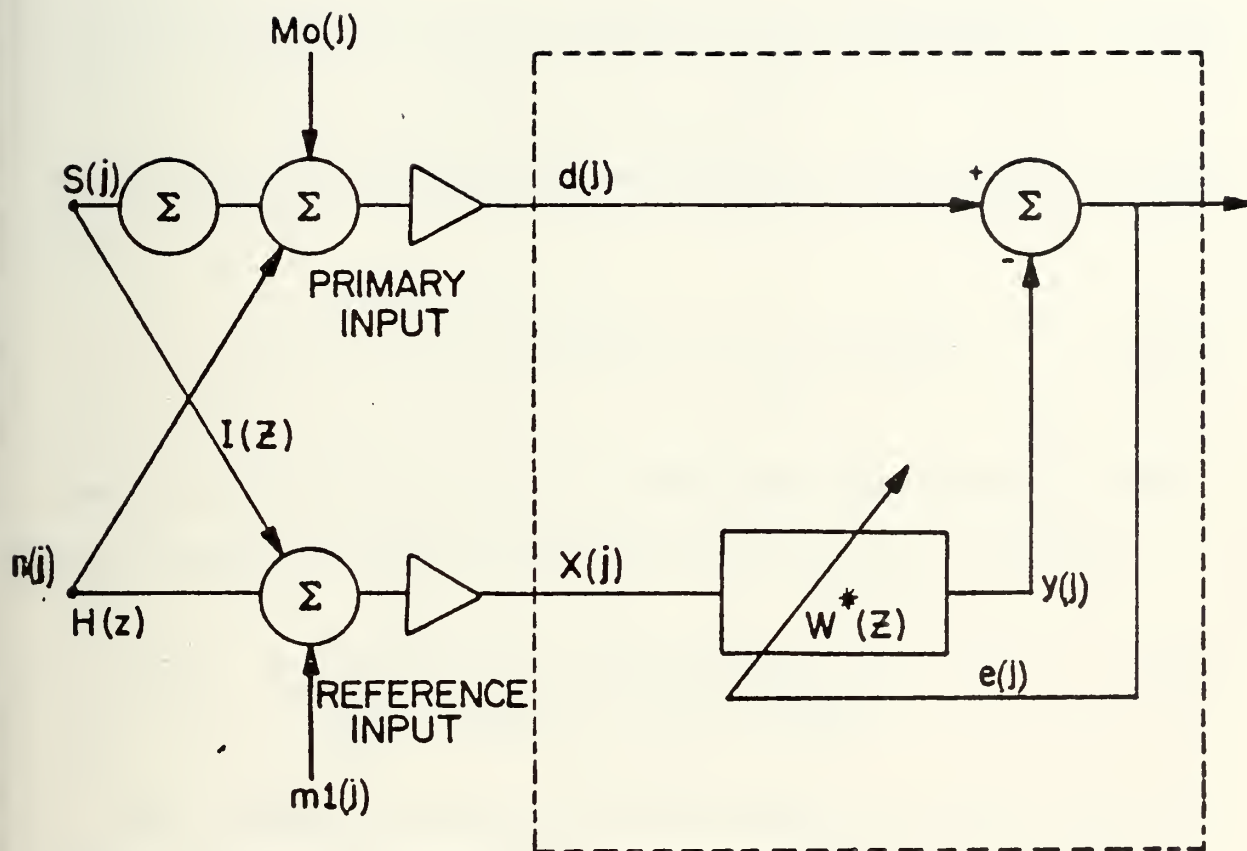 Mo(j)
S(j)
Σ
Σ
d(j)
+
Σ
-
PRIMARY
INPUT
I(Z)
n(j)
H(z)
Σ
X(j)
W*(Z)
y(j)
e(j)
REFERENCE
INPUT
m1(j)